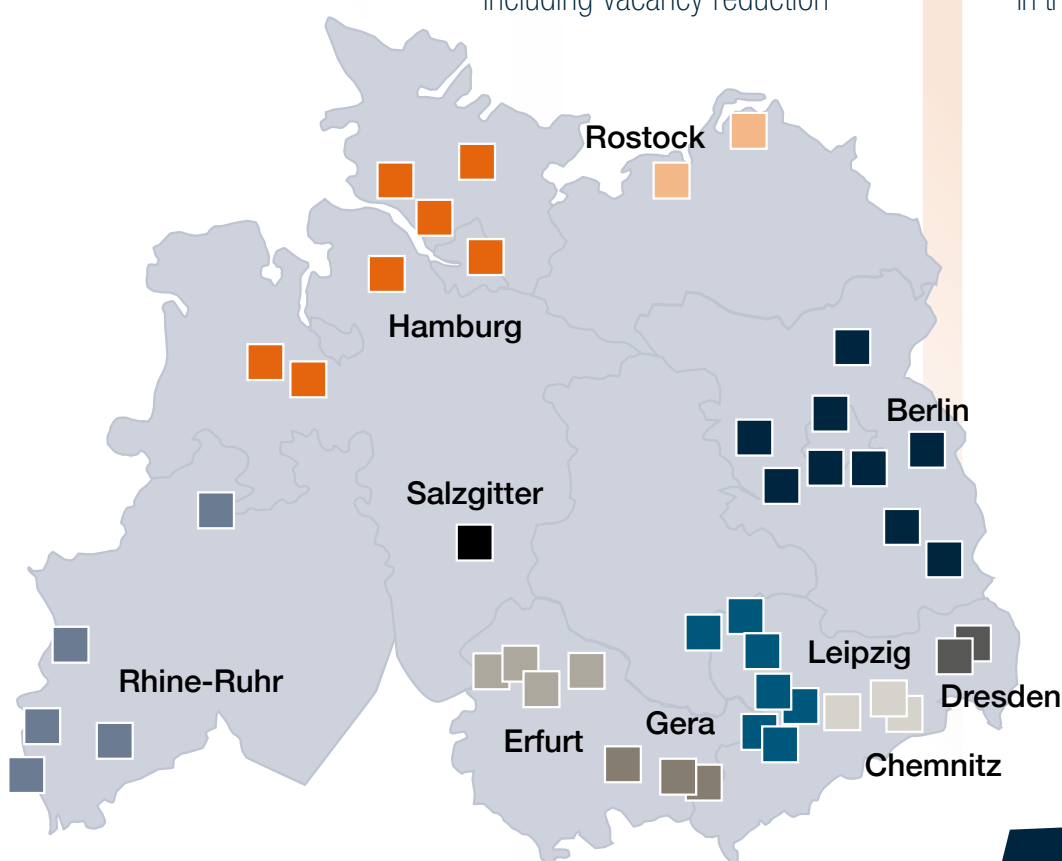 including vacancy reduction
Rostock
Hamburg
Berlin
Salzgitter
Leipzig
Rhine-Ruhr
Dresden
Gera
Erfurt
Chemnitz